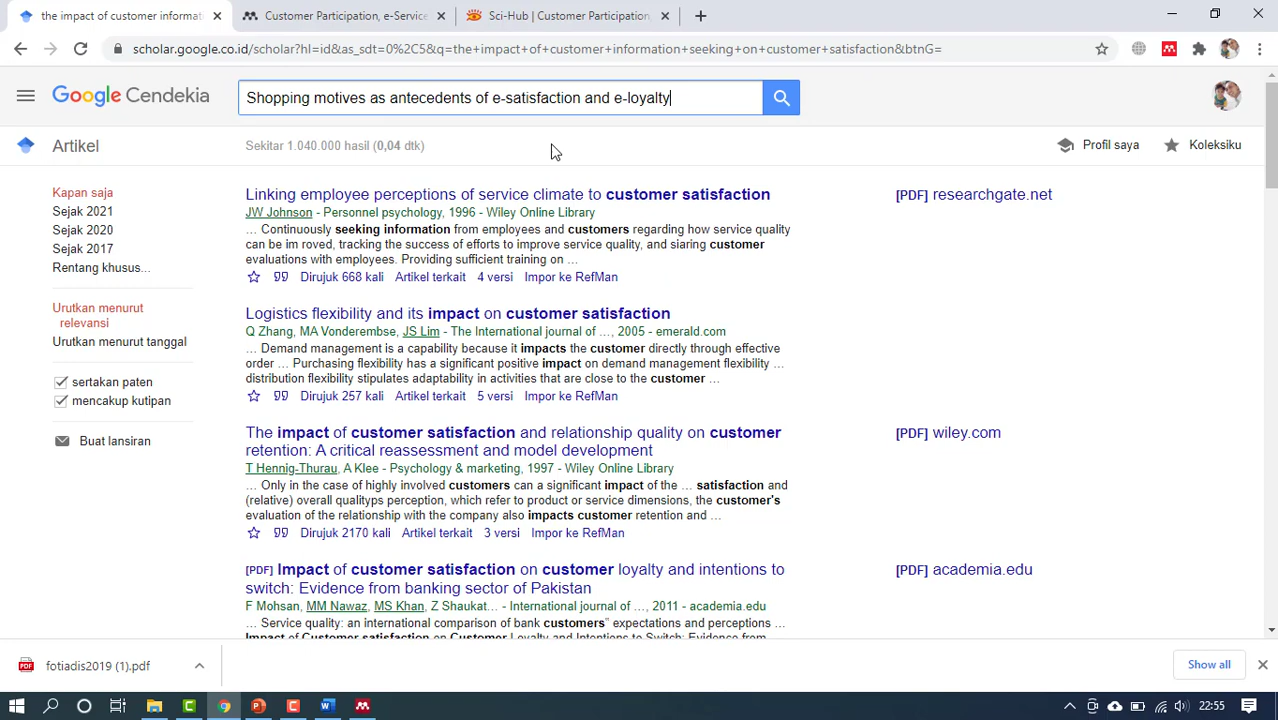 the impact of customer informati
Customer Participation, e-Service
Sci-Hub | Customer Participation,
scholar.google.co.id/scholar?hl=id&as_sdt=0%2C5&q=the+impact+of+customer+information+seeking+on+customer+satisfaction&btnG=
Google Cendekia
Shopping motives as antecedents of e-satisfaction and e-loyalty
Artikel
Sekitar 1.040.000 hasil (0,04 dtk)
Profil saya
Koleksiku
Kapan saja
Sejak 2021
Sejak 2020
Sejak 2017
Rentang khusus...
Urutkan menurut
relevansi
Urutkan menurut tanggal
sertakan paten
mencakup kutipan
Buat lansiran
Linking employee perceptions of service climate to customer satisfaction
JW Johnson - Personnel psychology, 1996 - Wiley Online Library
... Continuously seeking information from employees and customers regarding how service quality
can be im roved, tracking the success of efforts to improve service quality, and siaring customer
evaluations with employees. Providing sufficient training on ...
Dirujuk 668 kali Artikel terkait 4 versi Impor ke RefMan
[PDF] researchgate.net
Logistics flexibility and its impact on customer satisfaction
Q Zhang, MA Vonderembse, JS Lim - The International journal of ..., 2005 - emerald.com
... Demand management is a capability because it impacts the customer directly through effective
order ... Purchasing flexibility has a significant positive impact on demand management flexibility ...
distribution flexibility stipulates adaptability in activities that are close to the customer ...
Dirujuk 257 kali Artikel terkait 5 versi Impor ke RefMan
The impact of customer satisfaction and relationship quality on customer
retention: A critical reassessment and model development
T Hennig-Thurau, A Klee - Psychology & marketing, 1997 - Wiley Online Library
... Only in the case of highly involved customers can a significant impact of the ... satisfaction and
(relative) overall qualityps perception, which refer to product or service dimensions, the customer's
evaluation of the relationship with the company also impacts customer retention and ...
Dirujuk 2170 kali Artikel terkait 3 versi Impor ke RefMan
[PDF] wiley.com
[PDF] Impact of customer satisfaction on customer loyalty and intentions to
switch: Evidence from banking sector of Pakistan
F Mohsan, MM Nawaz, MS Khan, Z Shaukat... - International journal of ..., 2011 - academia.edu
... Service quality: an international comparison of bank customers" expectations and perceptions ...
Impact of Customer satisfaction on Customer Loyalty and Intentions to Switch: Evidence from
[PDF] academia.edu
fotiadis2019 (1).pdf
Show all
22:55